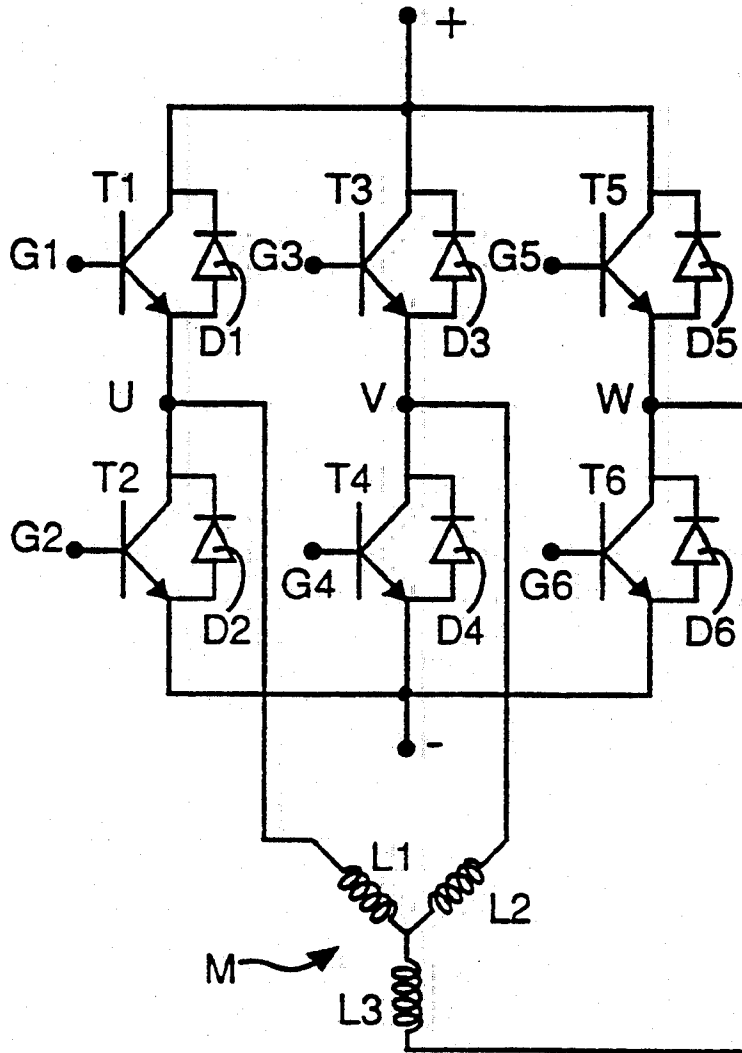 +
T1 T3 T5
G1 G3 G5
D1 D3 D5
U V W
T2 T4 T6
G2 G4 G6
D2 D4 D6
-
L1
L2
M
L3